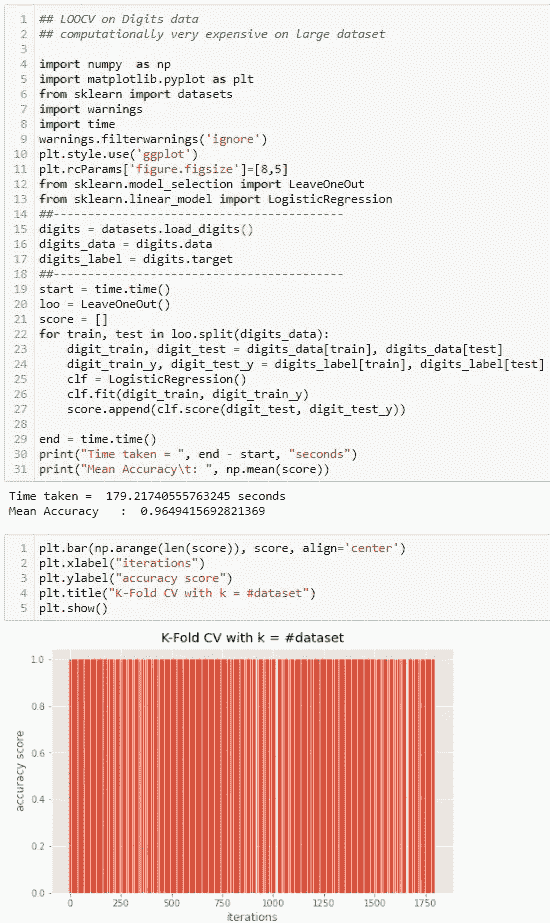 1 ## LOOCV on Digits data
2 ## computationally very expensive on large dataset
3
4 import numpy  as np
5 import matplotlib.pyplot as plt
6 from sklearn import datasets
7 import warnings
8 import time
9 warnings.filterwarnings('ignore')
10 plt.style.use('ggplot')
11 plt.rcParams['figure.figsize']=[8,5]
12 from sklearn.model_selection import LeaveOneOut
13 from sklearn.linear_model import LogisticRegression
14 ##----------------------------------------
15 digits = datasets.load_digits()
16 digits_data = digits.data
17 digits_label = digits.target
18 ##----------------------------------------
19 start = time.time()
20 loo = LeaveOneOut()
21 score = []
22 for train, test in loo.split(digits_data):
23     digit_train, digit_test = digits_data[train], digits_data[test]
24     digit_train_y, digit_test_y = digits_label[train], digits_label[test]
25     clf = LogisticRegression()
26     clf.fit(digit_train, digit_train_y)
27     score.append(clf.score(digit_test, digit_test_y))
28
29 end = time.time()
30 print("Time taken = ", end - start, "seconds")
31 print("Mean Accuracy\t: ", np.mean(score))
Time taken =  179.21740555763245 seconds
Mean Accuracy   :  0.9649415692821369
1 plt.bar(np.arange(len(score)), score, align='center')
2 plt.xlabel("iterations")
3 plt.ylabel("accuracy score")
4 plt.title("K-Fold CV with k = #dataset")
5 plt.show()
K-Fold CV with k = #dataset
1.0
0.8
0.6
0.4
0.2
0.0
accuracy score
0 250 500 750 1000 1250 1500 1750
iterations